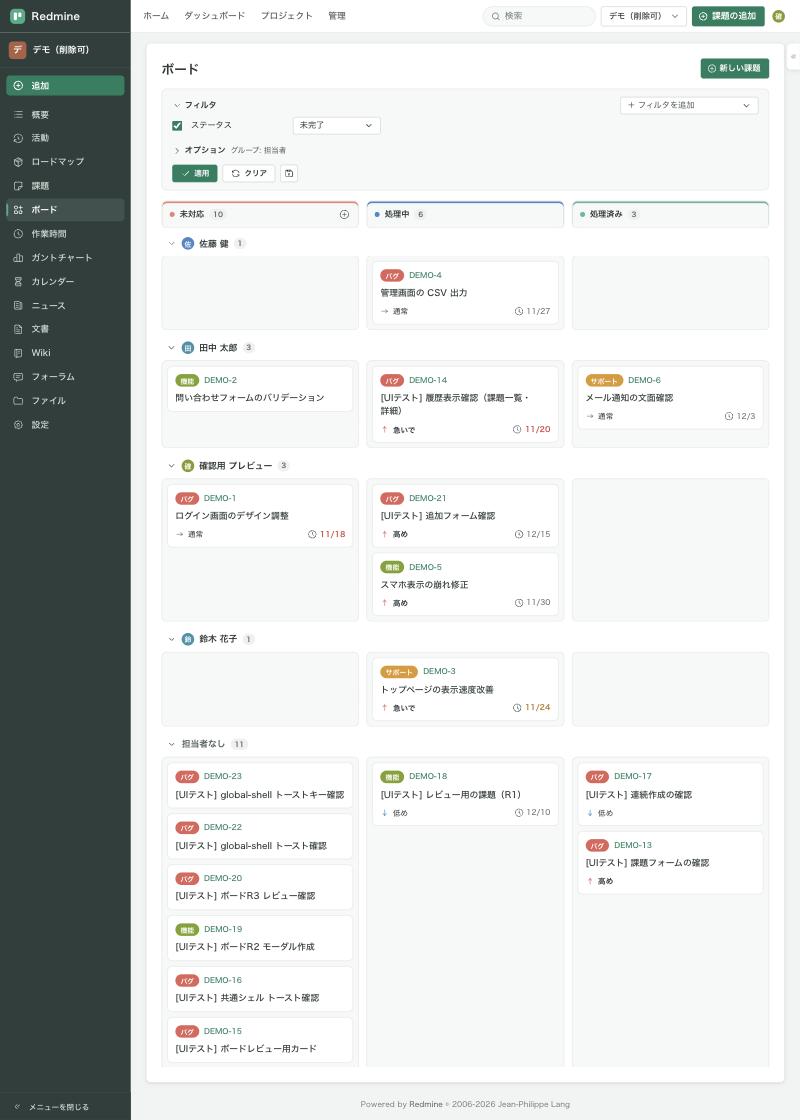 Redmine
ホーム ダッシュボード プロジェクト 管理
検索
デモ（削除可）
課題の追加
確
デ デモ（削除可）
追加
概要
活動
ロードマップ
課題
ボード
作業時間
ガントチャート
カレンダー
ニュース
文書
Wiki
フォーラム
ファイル
設定
メニューを閉じる
ボード
新しい課題
フィルタ
フィルタを追加
ステータス 未完了
オプション グループ: 担当者
適用 クリア
未対応 10
処理中 6
処理済み 3
佐 佐藤 健 1
バグ DEMO-4
管理画面の CSV 出力
→ 通常 11/27
田 田中 太郎 3
機能 DEMO-2
問い合わせフォームのバリデーション
バグ DEMO-14
[UIテスト] 履歴表示確認（課題一覧・
詳細）
↑ 急いで 11/20
サポート DEMO-6
メール通知の文面確認
→ 通常 12/3
確 確認用 プレビュー 3
バグ DEMO-1
ログイン画面のデザイン調整
→ 通常 11/18
バグ DEMO-21
[UIテスト] 追加フォーム確認
↑ 高め 12/15
機能 DEMO-5
スマホ表示の崩れ修正
↑ 高め 11/30
鈴 鈴木 花子 1
サポート DEMO-3
トップページの表示速度改善
↑ 急いで 11/24
担当者なし 11
バグ DEMO-23
[UIテスト] global-shell トーストキー確認
バグ DEMO-22
[UIテスト] global-shell トースト確認
バグ DEMO-20
[UIテスト] ボードR3 レビュー確認
機能 DEMO-19
[UIテスト] ボードR2 モーダル作成
バグ DEMO-16
[UIテスト] 共通シェル トースト確認
バグ DEMO-15
[UIテスト] ボードレビュー用カード
機能 DEMO-18
[UIテスト] レビュー用の課題（R1）
↓ 低め 12/10
バグ DEMO-17
[UIテスト] 連続作成の確認
↓ 低め
バグ DEMO-13
[UIテスト] 課題フォームの確認
↑ 高め
Powered by Redmine © 2006-2026 Jean-Philippe Lang